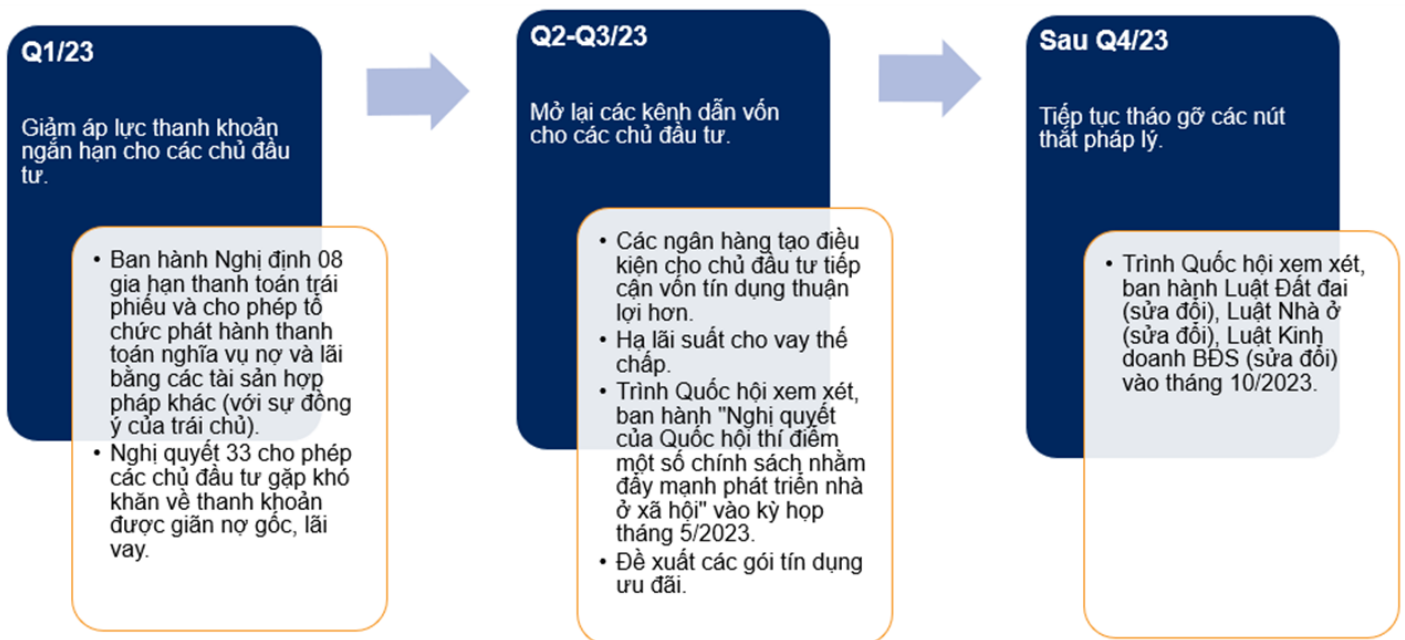 Q1/23
Giảm áp lực thanh khoản
ngắn hạn cho các chủ đầu
tư.
• Ban hành Nghị định 08
gia hạn thanh toán trái
phiếu và cho phép tổ
chức phát hành thanh
toán nghĩa vụ nợ và lãi
bằng các tài sản hợp
pháp khác (với sự đồng
ý của trái chủ).
• Nghị quyết 33 cho phép
các chủ đầu tư gặp khó
khăn về thanh khoản
được giãn nợ gốc, lãi
vay.
Q2-Q3/23
Mở lại các kênh dẫn vốn
cho các chủ đầu tư.
• Các ngân hàng tạo điều
kiện cho chủ đầu tư tiếp
cận vốn tín dụng thuận
lợi hơn.
• Hạ lãi suất cho vay thế
chấp.
• Trình Quốc hội xem xét,
ban hành "Nghị quyết
của Quốc hội thí điểm
một số chính sách nhằm
đẩy mạnh phát triển nhà
ở xã hội" vào kỳ họp
tháng 5/2023.
• Đề xuất các gói tín dụng
ưu đãi.
Sau Q4/23
Tiếp tục tháo gỡ các nút
thắt pháp lý.
• Trình Quốc hội xem xét,
ban hành Luật Đất đai
(sửa đổi), Luật Nhà ở
(sửa đổi), Luật Kinh
doanh BĐS (sửa đổi)
vào tháng 10/2023.